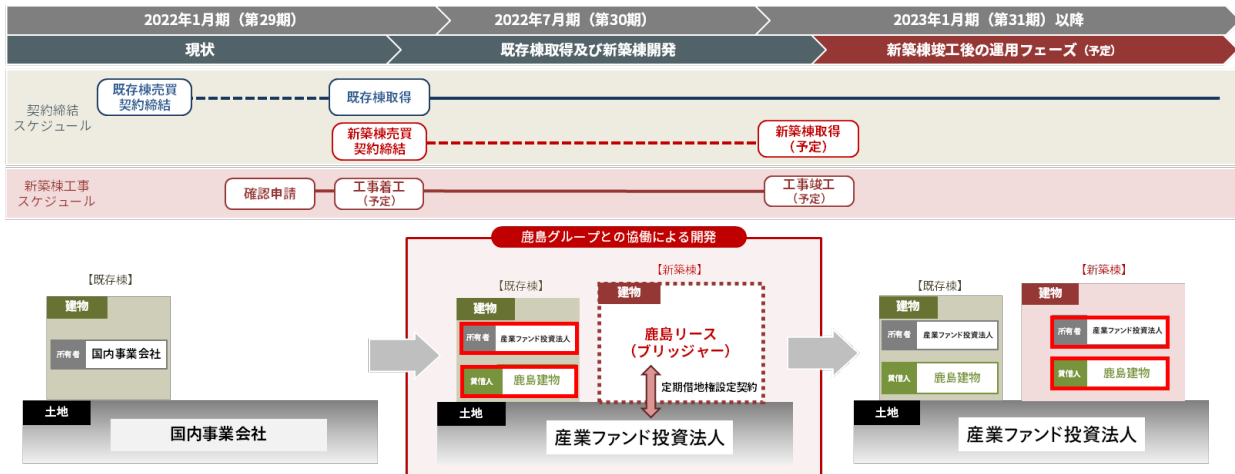 2022年1月期（第29期）
2022年7月期（第30期）
2023年1月期（第31期）以降
現状
既存棟取得及び新築棟開発
新築棟竣工後の運用フェーズ（予定）
契約締結
スケジュール
既存棟売買
契約締結
既存棟取得
新築棟売買
契約締結
新築棟取得
（予定）
新築棟工事
スケジュール
確認申請
工事着工
（予定）
工事竣工
（予定）
鹿島グループとの協働による開発
【既存棟】
建物
所有者
国内事業会社
土地
国内事業会社
【既存棟】
建物
所有者
産業ファンド投資法人
賃借人
鹿島建物
【新築棟】
建物
鹿島リース
（ブリッジャー）
定期借地権設定契約
土地
産業ファンド投資法人
【既存棟】
建物
所有者
産業ファンド投資法人
賃借人
鹿島建物
【新築棟】
建物
所有者
産業ファンド投資法人
賃借人
鹿島建物
土地
産業ファンド投資法人